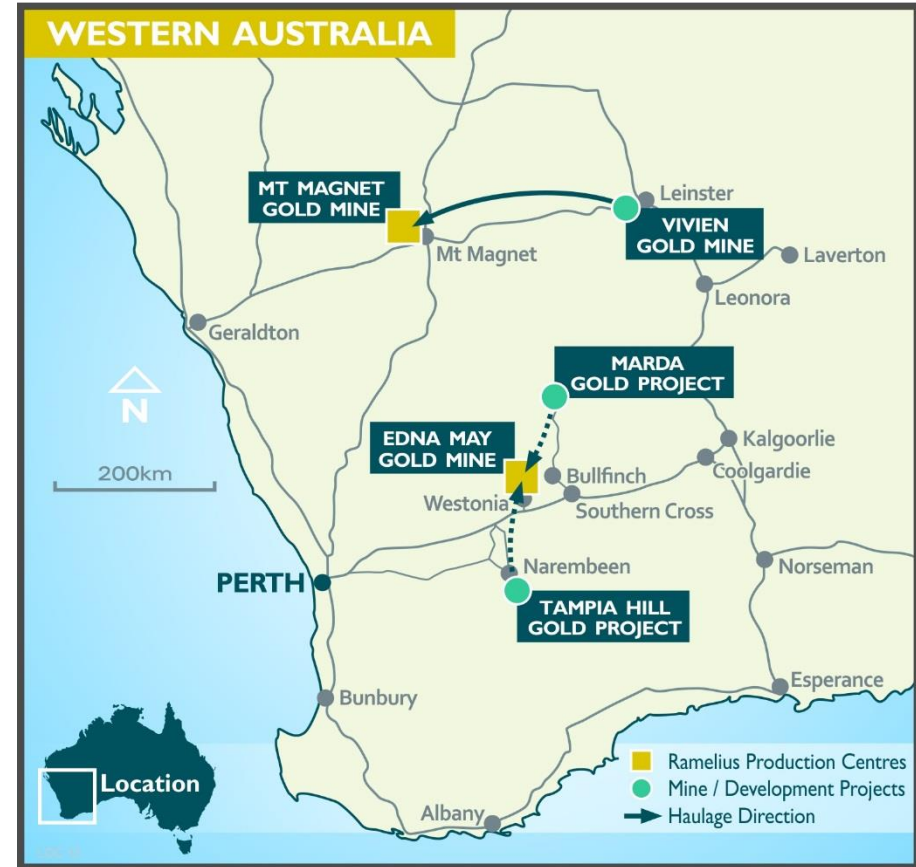 WESTERN AUSTRALIA
MT MAGNET
GOLD MINE
Leinster
VIVIEN
GOLD MINE
Mt Magnet
Laverton
Leonora
Geraldton
MARDA
GOLD PROJECT
N
EDNA MAY
GOLD MINE
Kalgoorlie
Coolgardie
200km
Bullfinch
Westonia
Southern Cross
PERTH
Narembeen
Norseman
TAMPIA HILL
GOLD PROJECT
Esperance
Bunbury
Location
Ramelius Production Centres
Mine / Development Projects
Haulage Direction
Albany